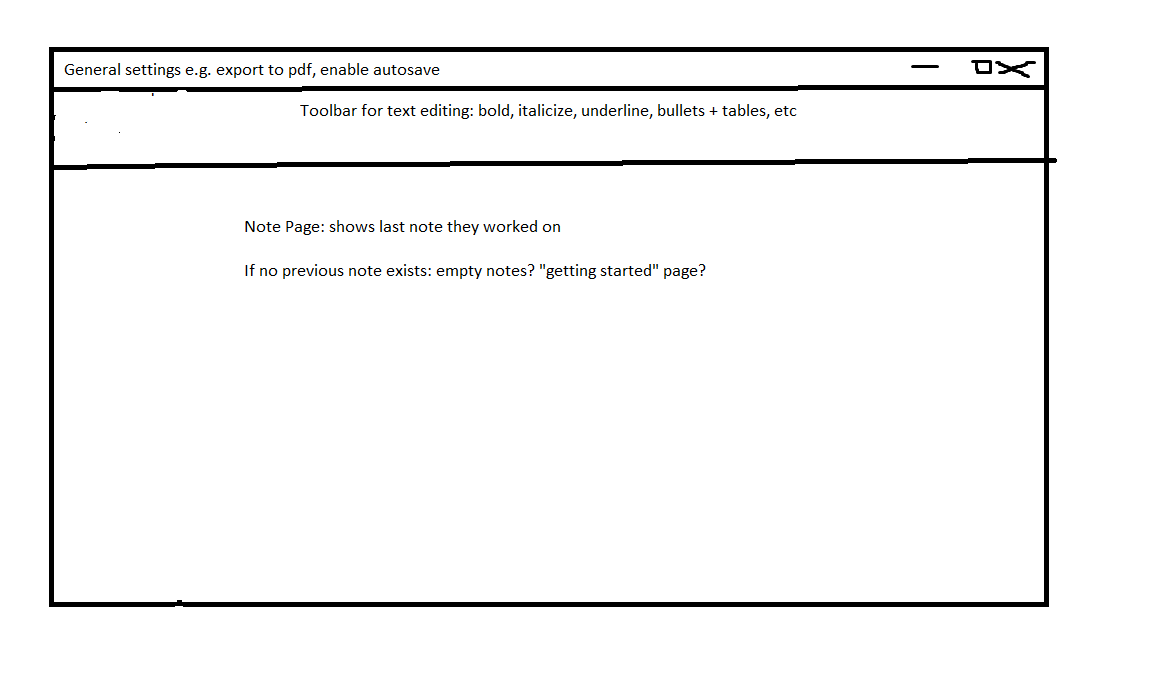 General settings e.g. export to pdf, enable autosave
Toolbar for text editing: bold, italicize, underline, bullets + tables, etc
Note Page: shows last note they worked on
If no previous note exists: empty notes? "getting started" page?